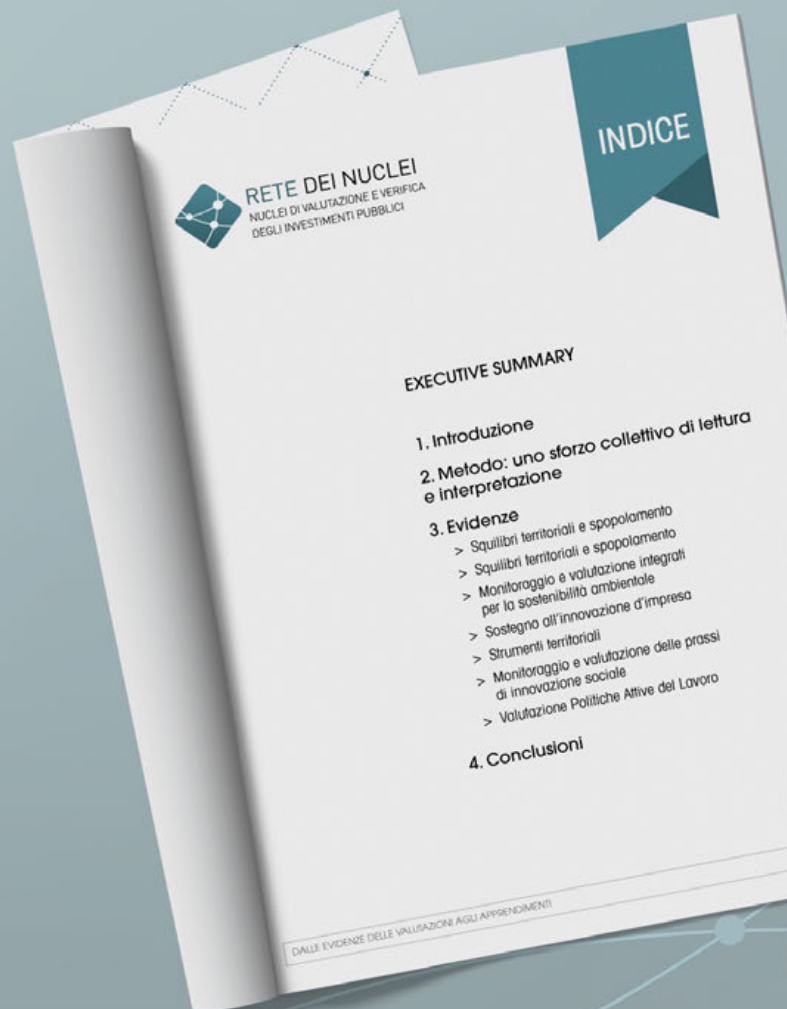 INDICE
RETE DEI NUCLEI
NUCLEI DI VALUTAZIONE E VERIFICA
DEGLI INVESTIMENTI PUBBLICI
EXECUTIVE SUMMARY
1. Introduzione
2. Metodo: uno sforzo collettivo di lettura
e interpretazione
3. Evidenze
> Squilibri territoriali e spopolamento
> Squilibri territoriali e spopolamento
> Monitoraggio e valutazione integrati
per la sostenibilità ambientale
> Sostegno all'innovazione d'impresa
> Strumenti territoriali
> Monitoraggio e valutazione delle prassi
di innovazione sociale
> Valutazione Politiche Attive del Lavoro
4. Conclusioni
DALLE EVIDENZE DELLE VALUTAZIONI AGLI APPRENDIMENTI